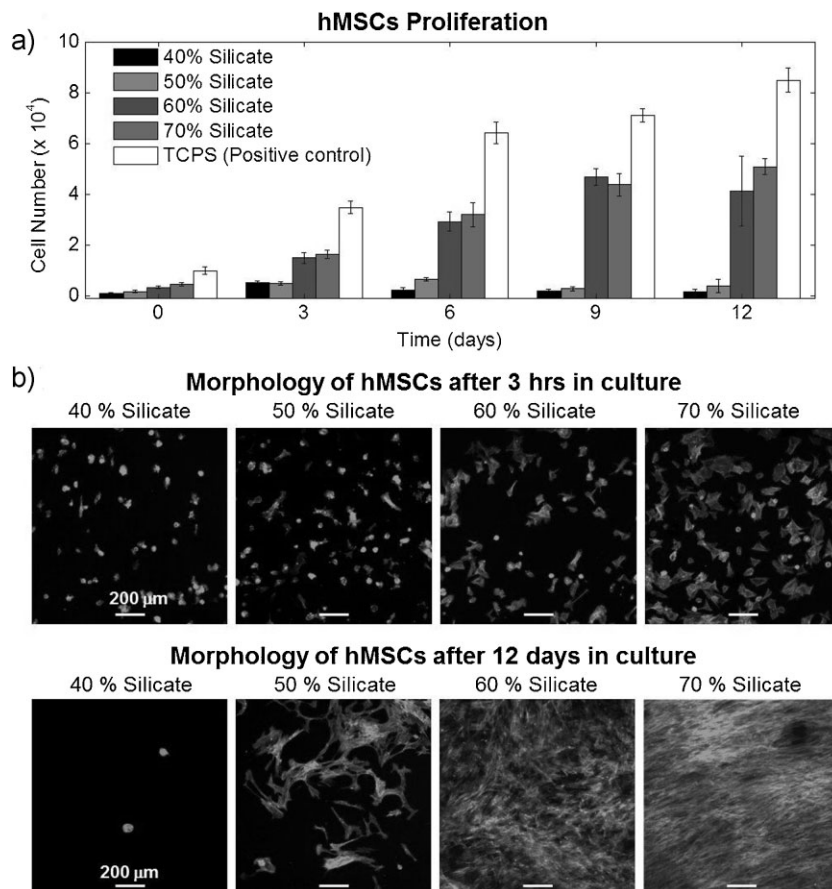 hMSCs Proliferation
a)
10
8
6
4
2
0
Cell Number (x 10⁴)
40% Silicate
50% Silicate
60% Silicate
70% Silicate
TCPS (Positive control)
0 3 6 9 12
Time (days)
b)
Morphology of hMSCs after 3 hrs in culture
40 % Silicate 50 % Silicate 60 % Silicate 70 % Silicate
200 µm
Morphology of hMSCs after 12 days in culture
40 % Silicate 50 % Silicate 60 % Silicate 70 % Silicate
200 µm